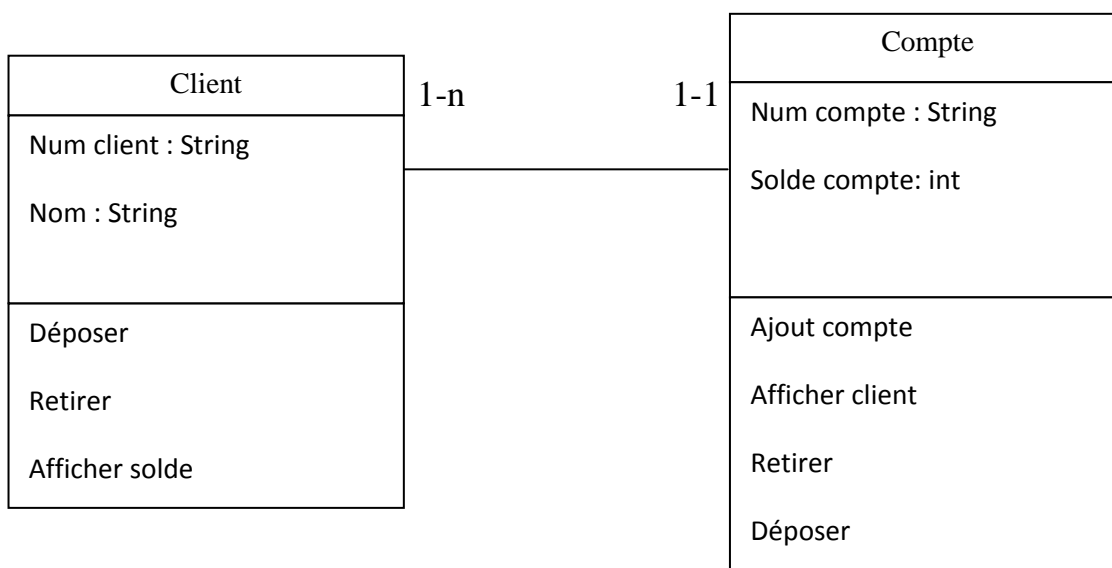 Client
Num client : String
Nom : String
Déposer
Retirer
Afficher solde
1-n
1-1
Compte
Num compte : String
Solde compte: int
Ajout compte
Afficher client
Retirer
Déposer